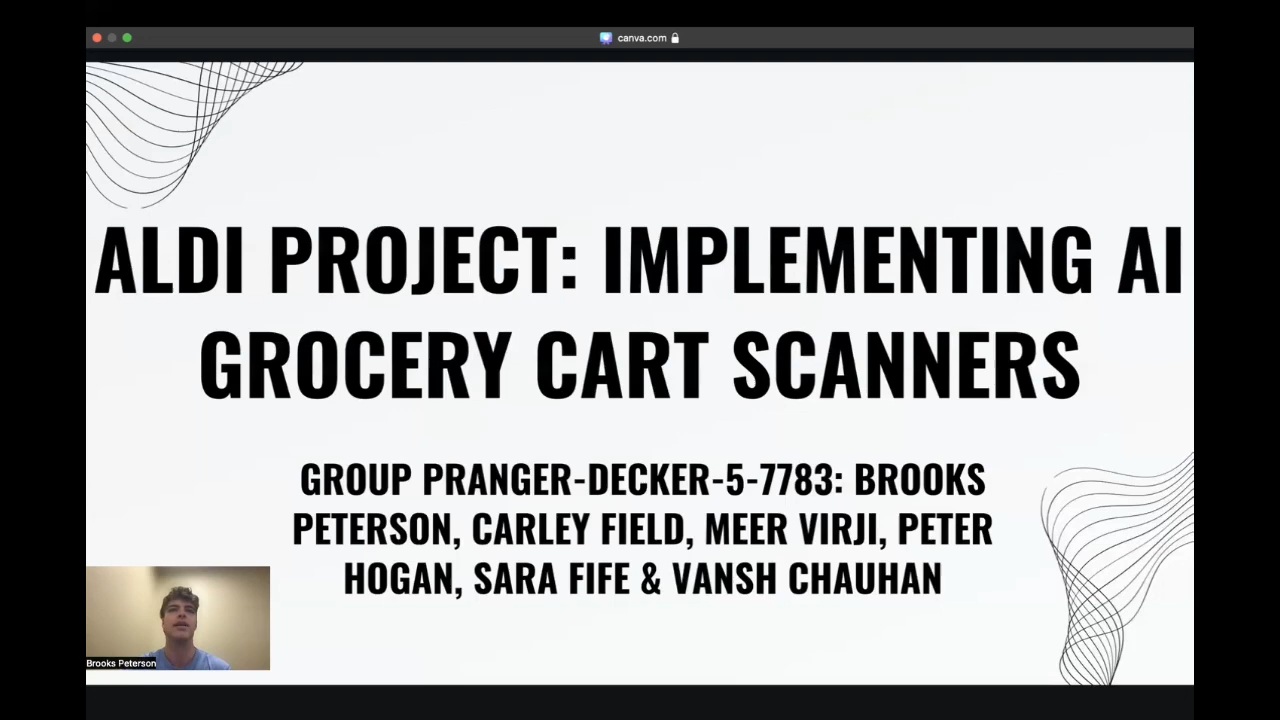 canva.com
ALDI PROJECT: IMPLEMENTING AI
GROCERY CART SCANNERS
GROUP PRANGER-DECKER-5-7783: BROOKS
PETERSON, CARLEY FIELD, MEER VIRJI, PETER
HOGAN, SARA FIFE & VANSH CHAUHAN
Brooks Peterson